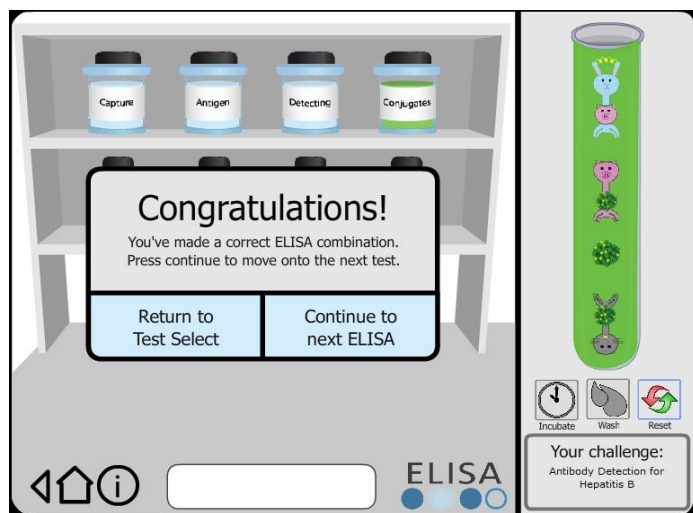 Capture
Antigen
Detecting
Conjugates
Congratulations!
You've made a correct ELISA combination.
Press continue to move onto the next test.
Return to
Test Select
Continue to
next ELISA
Incubate
Wash
Reset
Your challenge:
Antibody Detection for
Hepatitis B
i
ELISA